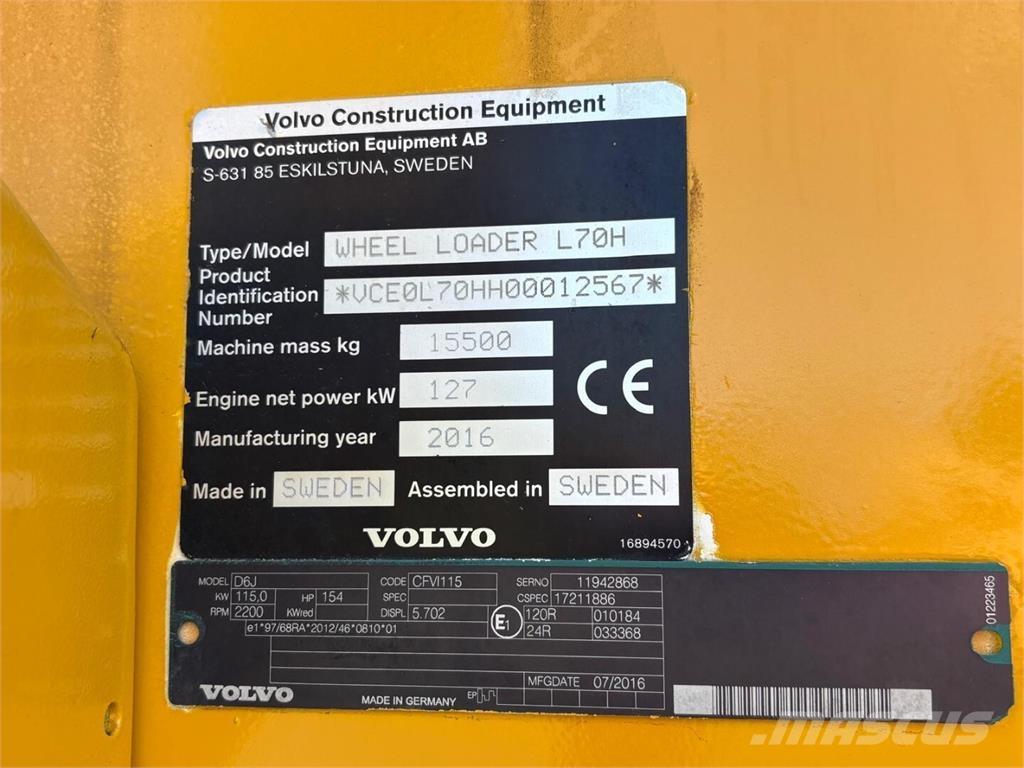 Volvo Construction Equipment
Volvo Construction Equipment AB
S-631 85 ESKILSTUNA, SWEDEN
Type/Model WHEEL LOADER L70H
Product
Identification *VCE0L70HH00012567*
Number
Machine mass kg 15500
Engine net power kW 127
CE
Manufacturing year 2016
Made in SWEDEN Assembled in SWEDEN
VOLVO 16894570
MODEL D6J CODE CFVI115 SERNO 11942868
KW 115,0 HP 154 SPEC CSPEC 17211886
RPM 2200 KWred DISPL 5.702 E1 120R 010184
e1*97/68RA*2012/46*0810*01 24R 033368
MFGDATE 07/2016
VOLVO MADE IN GERMANY EP
01223465
MASCUS